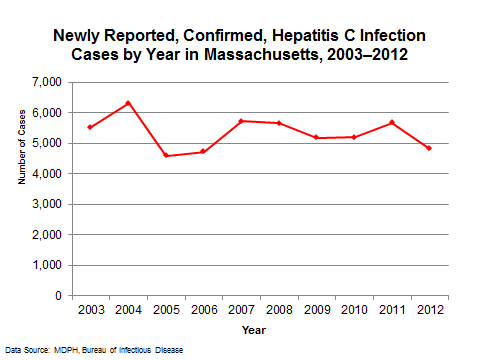 Newly Reported, Confirmed, Hepatitis C Infection
Cases by Year in Massachusetts, 2003–2012
7,000
6,000
5,000
4,000
3,000
2,000
1,000
0
Number of Cases
2003 2004 2005 2006 2007 2008 2009 2010 2011 2012
Year
Data Source: MDPH, Bureau of Infectious Disease